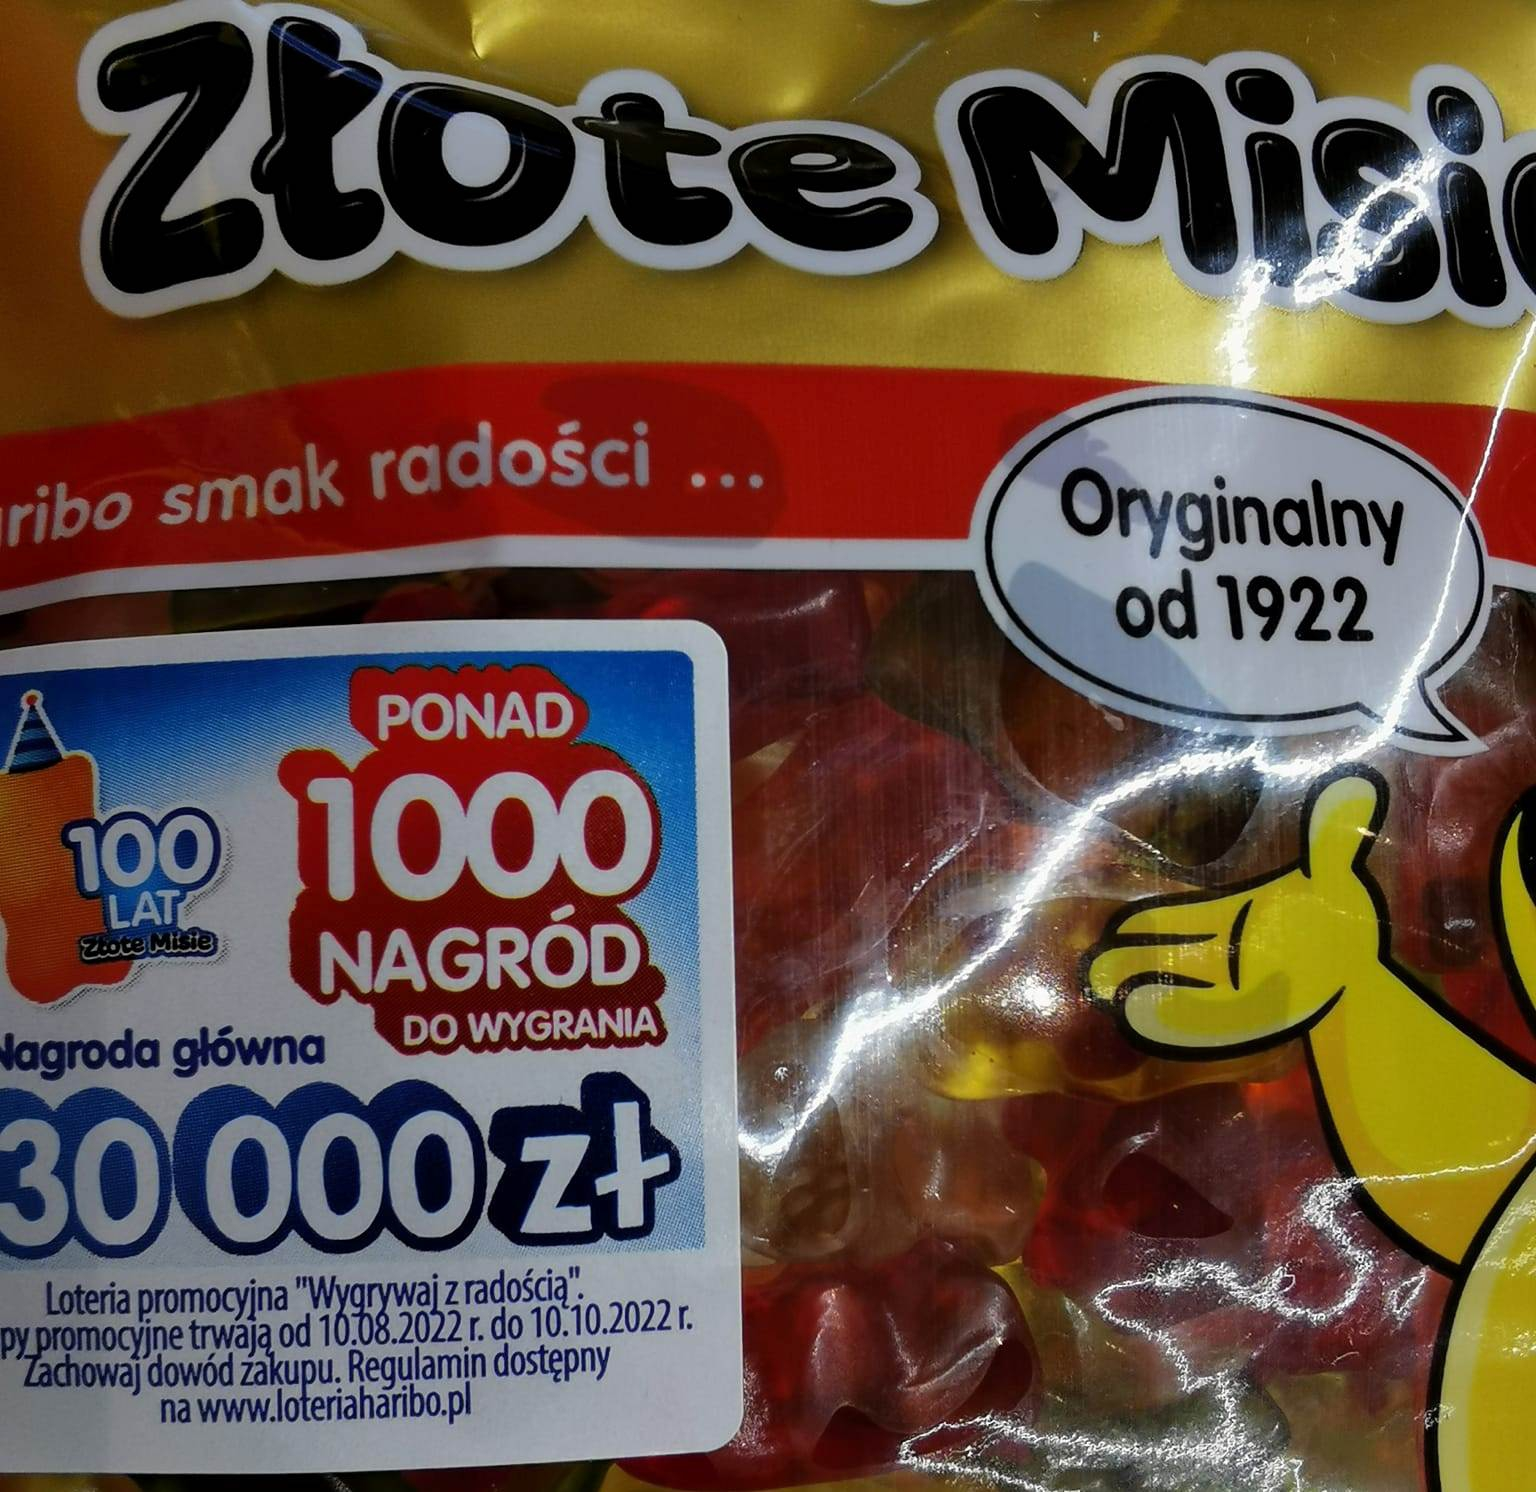 Złote Misie
aribo smak radości ...
Oryginalny
od 1922
PONAD
1000
NAGRÓD
DO WYGRANIA
100
LAT
Złote Misie
Nagroda główna
30 000 zł
Loteria promocyjna "Wygrywaj z radością".
py promocyjne trwają od 10.08.2022 r. do 10.10.2022 r.
Zachowaj dowód zakupu. Regulamin dostępny
na www.loteriaharibo.pl